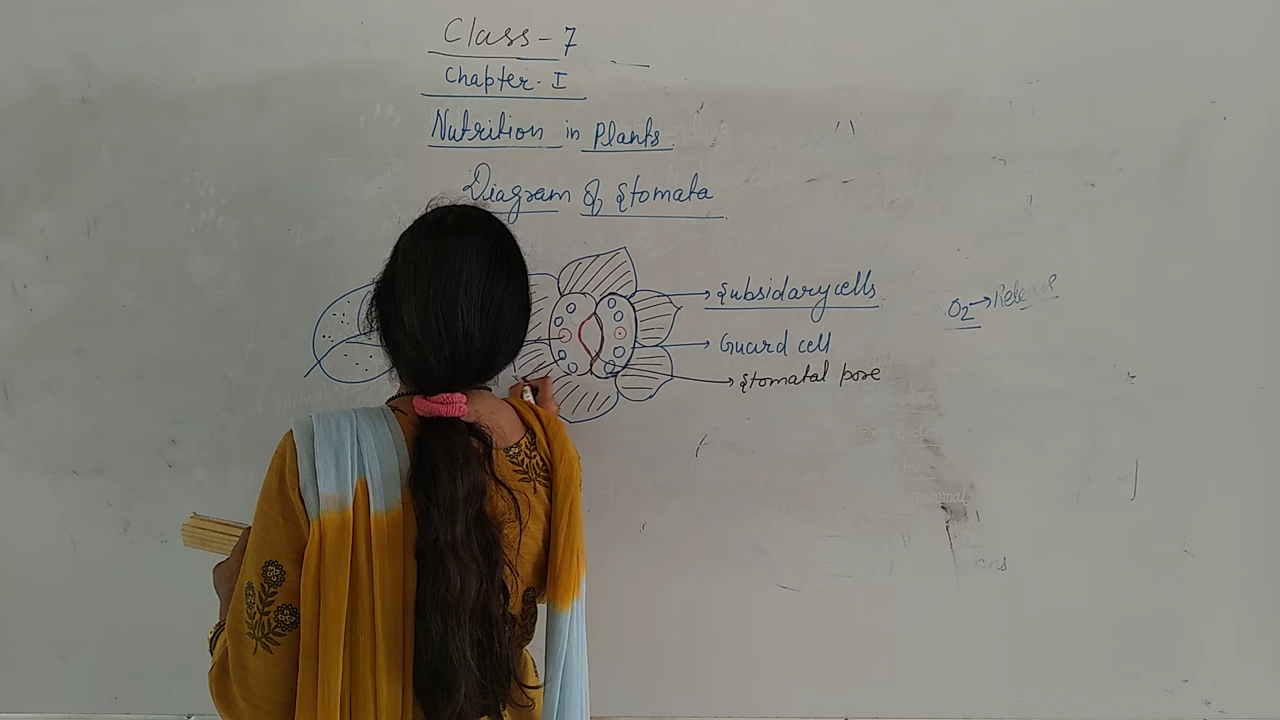 Class - 7
Chapter - I
Nutrition in Plants
Diagram of Stomata
Subsidary cells
O2 → Release
Guard cell
Stomatal pore